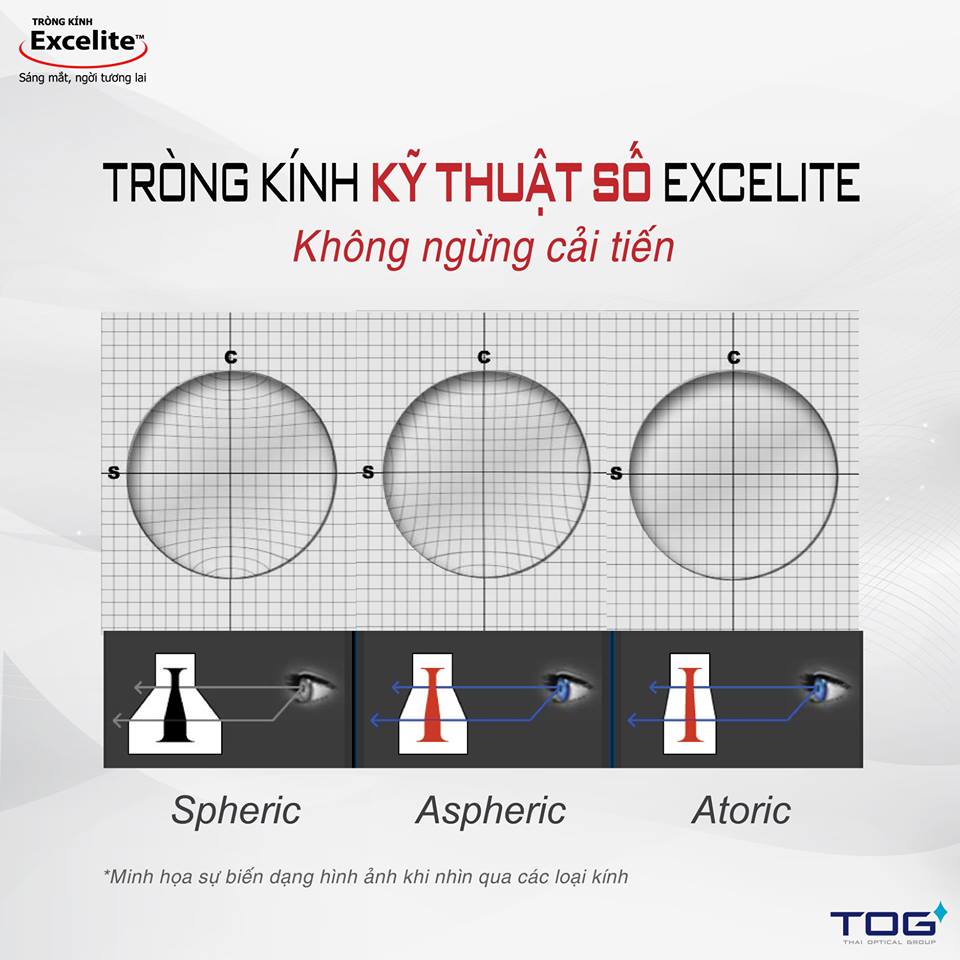 TRÒNG KÍNH
Excelite™
Sáng mắt, ngời tương lai
TRÒNG KÍNH KỸ THUẬT SỐ EXCELITE
Không ngừng cải tiến
C C C
S S S
I I I
Spheric Aspheric Atoric
*Minh họa sự biến dạng hình ảnh khi nhìn qua các loại kính
TOG
THAI OPTICAL GROUP